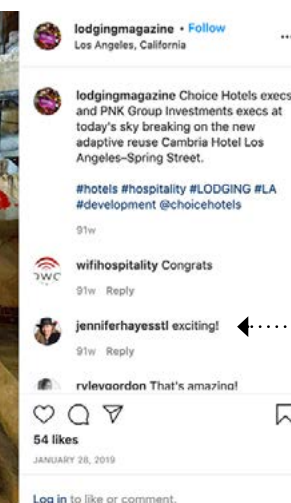 lodgingmagazine • Follow
Los Angeles, California
...
lodgingmagazine Choice Hotels execs
and PNK Group Investments execs at
today's sky breaking on the new
adaptive reuse Cambria Hotel Los
Angeles–Spring Street.
#hotels #hospitality #LODGING #LA
#development @choicehotels
91w
wifihospitality Congrats
91w Reply
jenniferhayesstl exciting!
91w Reply
ryleygordon That's amazing!
54 likes
JANUARY 28, 2019
Log in to like or comment.